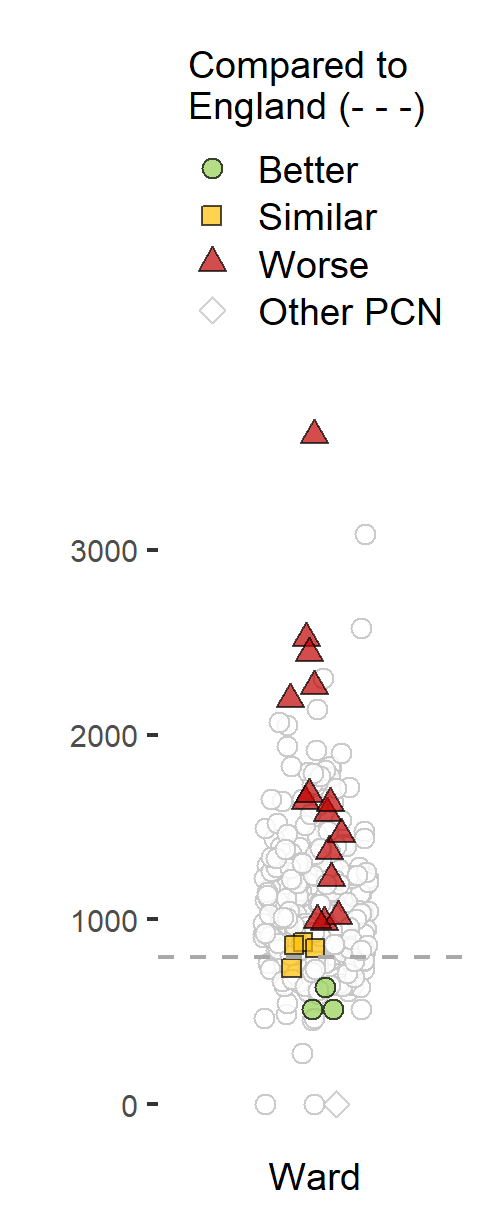 Compared to
England (- - -)
Better
Similar
Worse
Other PCN
3000
2000
1000
0
Ward